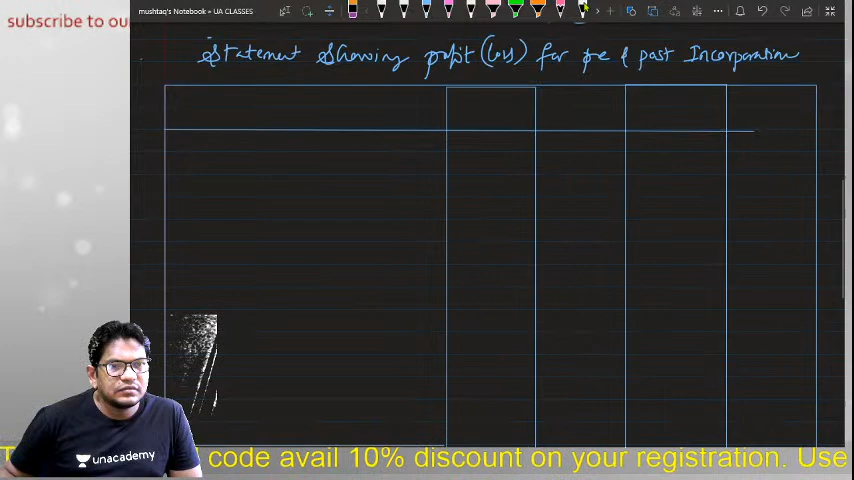 subscribe to ou
mushtaq's Notebook » UA CLASSES
Statement Showing profit (loss) for pre & post Incorporation
unacademy
code avail 10% discount on your registration. Use